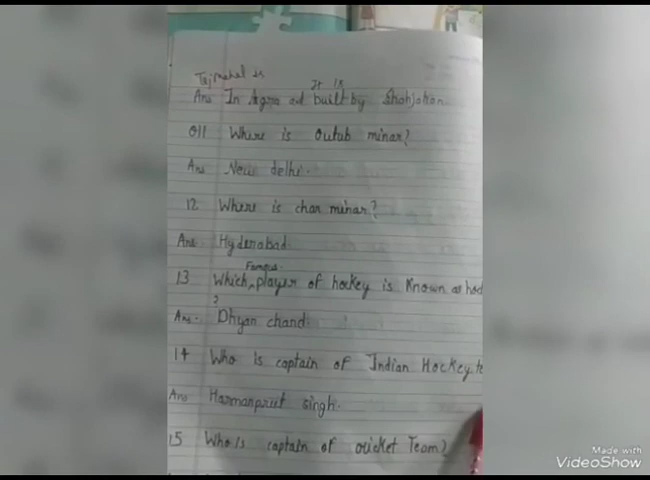 Tajmahal is
It is
Ans In Agra and built by Shahjahan
Q11 Where is Qutub minar?
Ans New delhi.
12 Where is char minar?
Ans. Hyderabad.
Famous
13 Which player of hockey is known as hoc
?
Ans. Dhyan chand
14 Who is captain of Indian Hockey te
Ans Harmanpreet singh.
15 Who is captain of cricket Team?
Made with
VideoShow